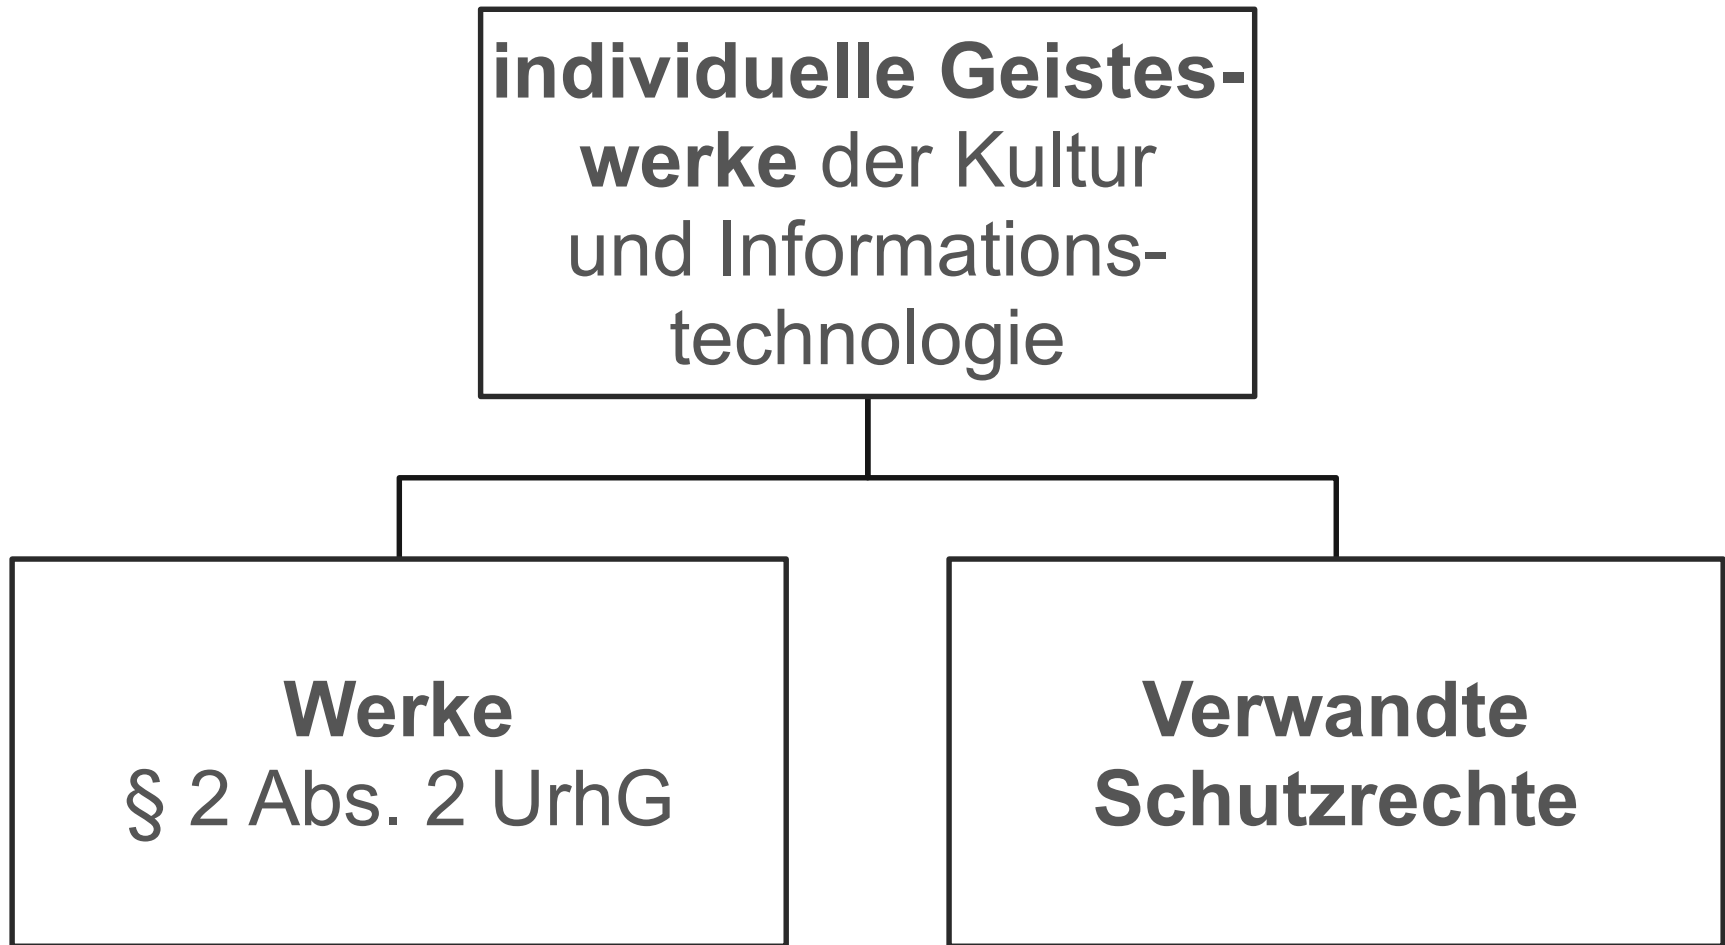 individuelle Geistes-
werke der Kultur
und Informations-
technologie
Werke
§ 2 Abs. 2 UrhG
Verwandte
Schutzrechte